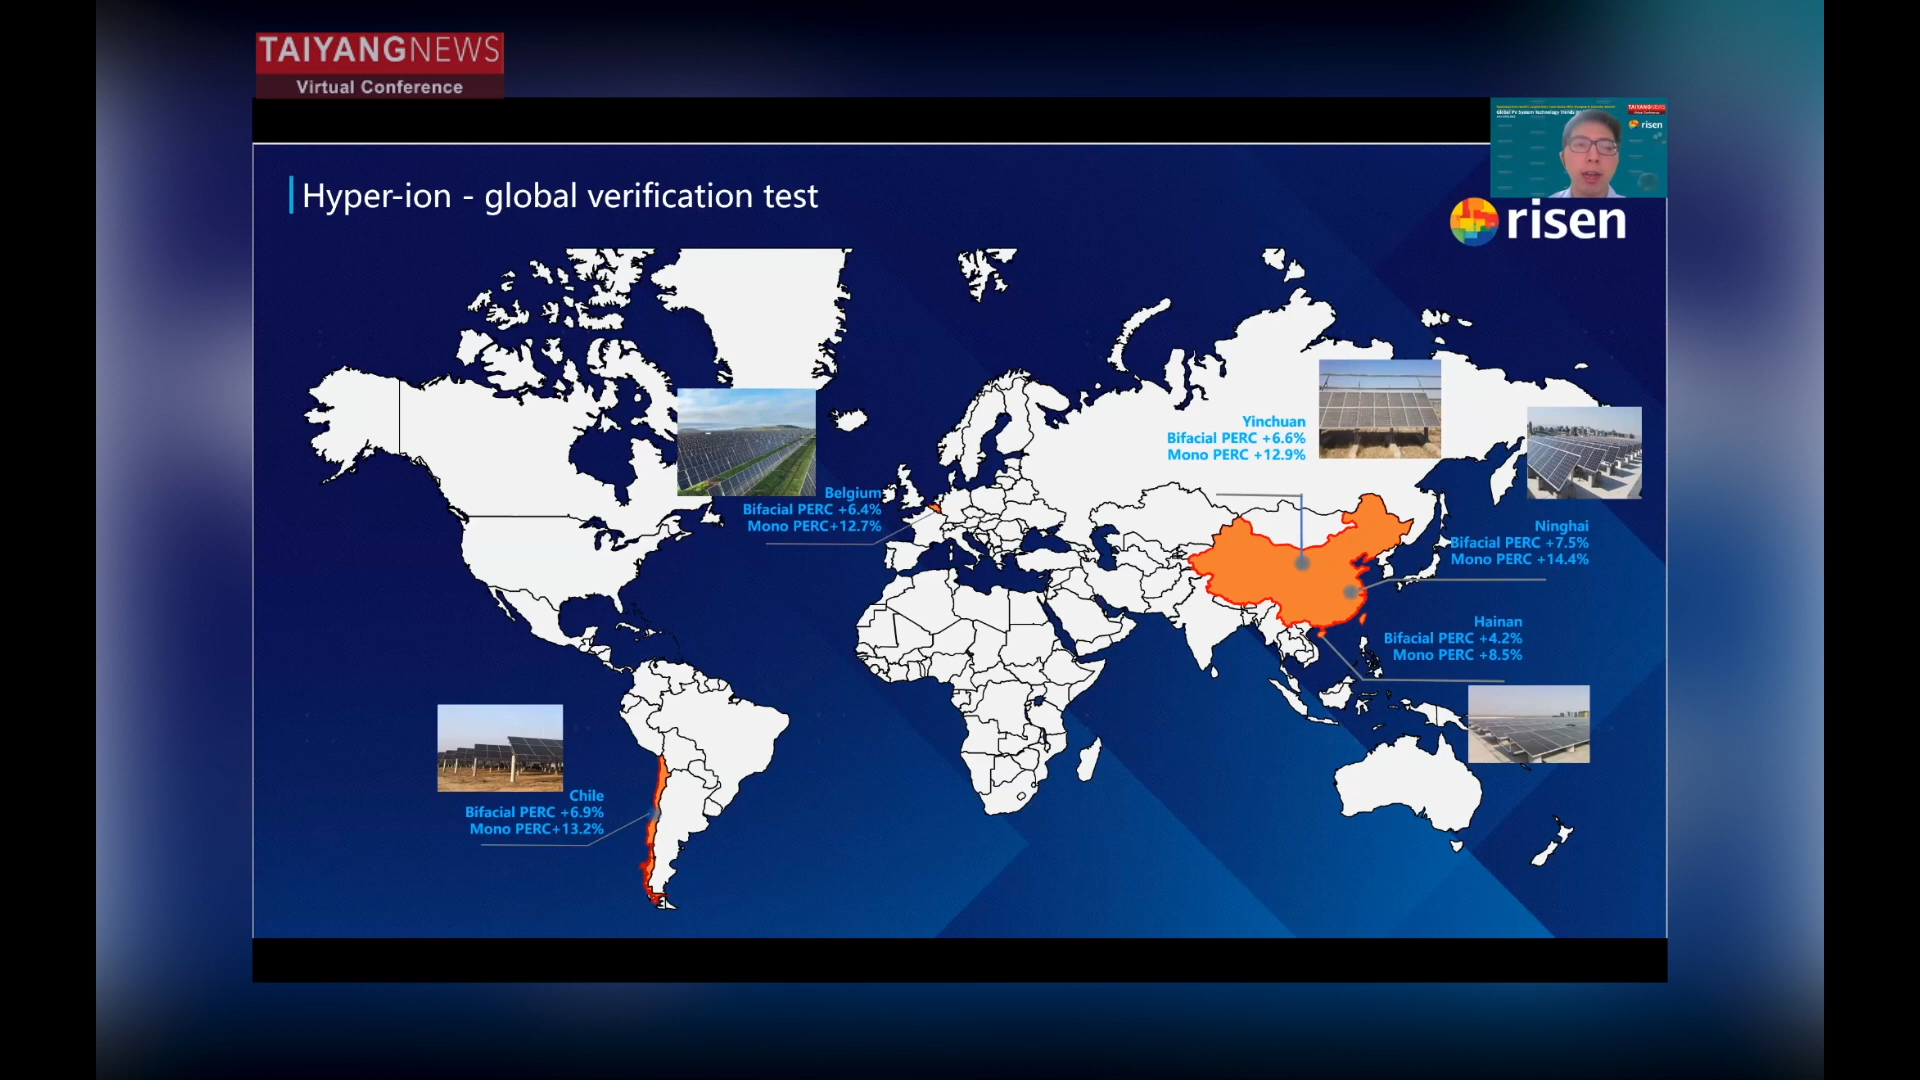 TAIYANGNEWS
Virtual Conference
TAIYANGNEWS
risen
Hyper-ion - global verification test
risen
Yinchuan
Bifacial PERC +6.6%
Mono PERC +12.9%
Belgium
Bifacial PERC +6.4%
Mono PERC+12.7%
Ninghai
Bifacial PERC +7.5%
Mono PERC +14.4%
Hainan
Bifacial PERC +4.2%
Mono PERC +8.5%
Chile
Bifacial PERC +6.9%
Mono PERC+13.2%